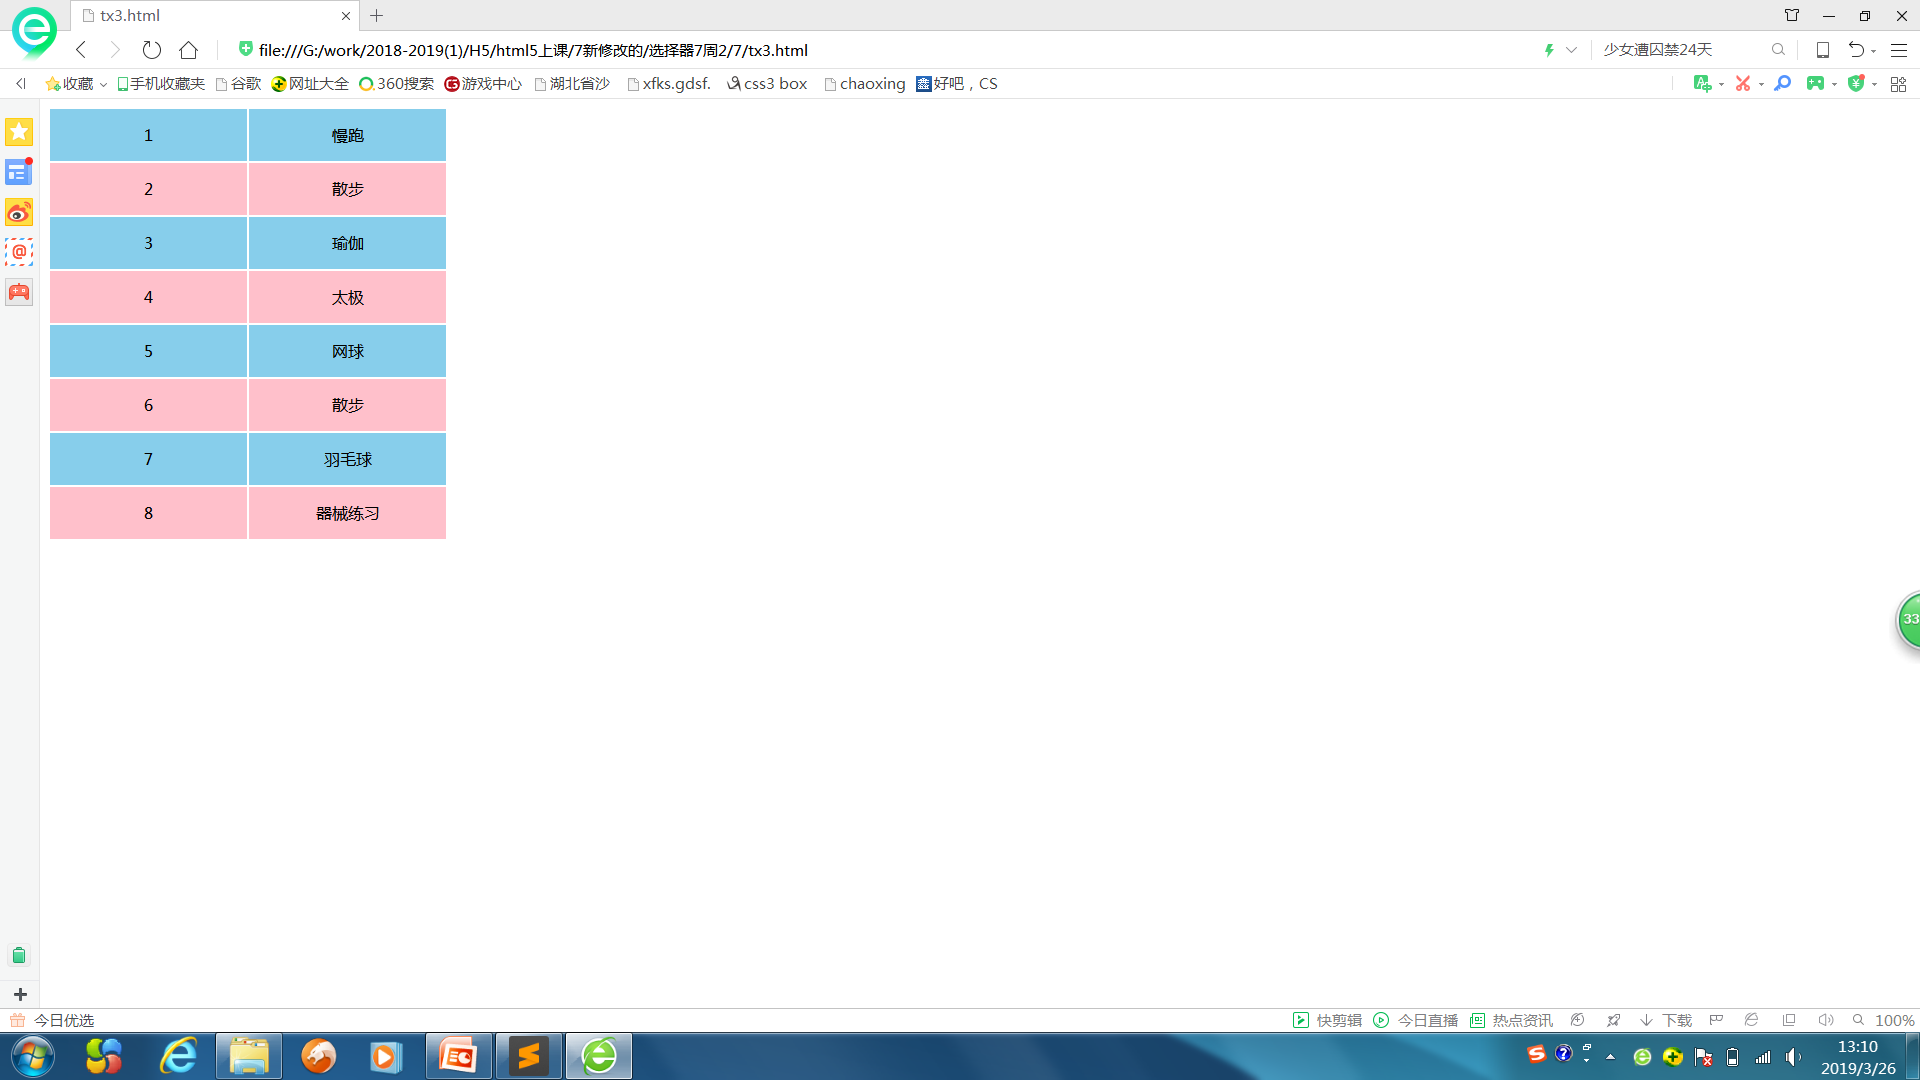 tx3.html
file:///G:/work/2018-2019(1)/H5/html5上课/7新修改的/选择器7周2/7/tx3.html
少女遭囚禁24天
收藏 手机收藏夹 谷歌 网址大全 360搜索 游戏中心 湖北省沙 xfks.gdsf. css3 box chaoxing 好吧，CS
1 慢跑
2 散步
3 瑜伽
4 太极
5 网球
6 散步
7 羽毛球
8 器械练习
33
今日优选 快剪辑 今日直播 热点资讯 下载 100%
13:10
2019/3/26